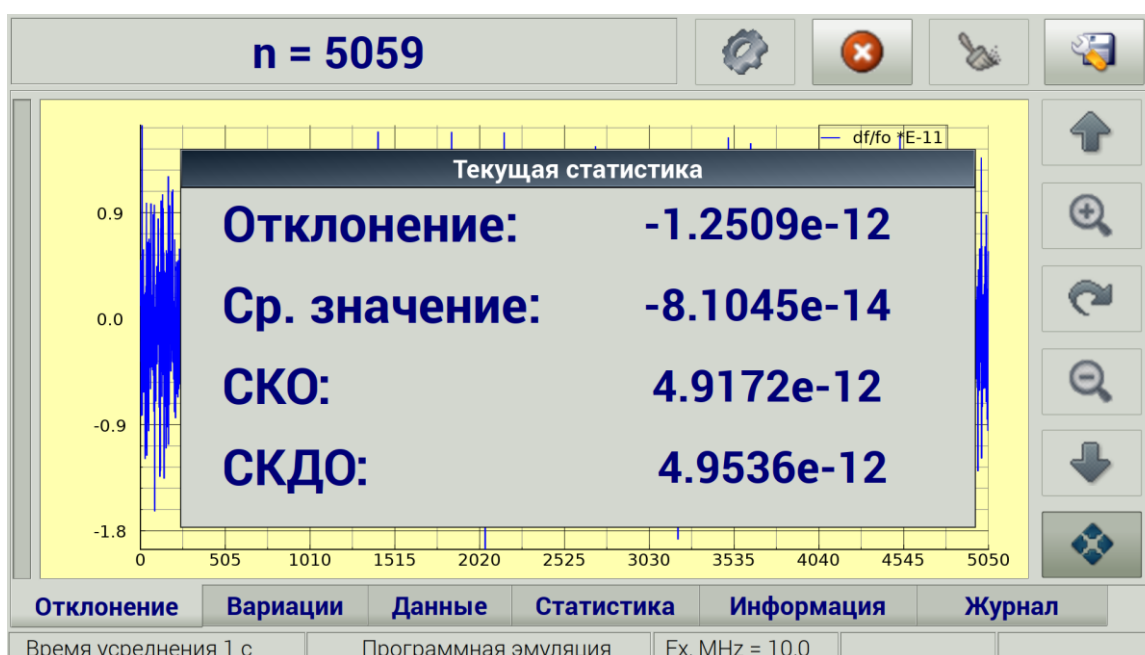 n = 5059
df/fo *E-11
Текущая статистика
0.9
Отклонение: -1.2509e-12
0.0
Ср. значение: -8.1045e-14
СКО: 4.9172e-12
-0.9
СКДО: 4.9536e-12
-1.8
0 505 1010 1515 2020 2525 3030 3535 4040 4545 5050
Отклонение Вариации Данные Статистика Информация Журнал
Время усреднения 1 с Программная эмуляция Fx, MHz = 10.0